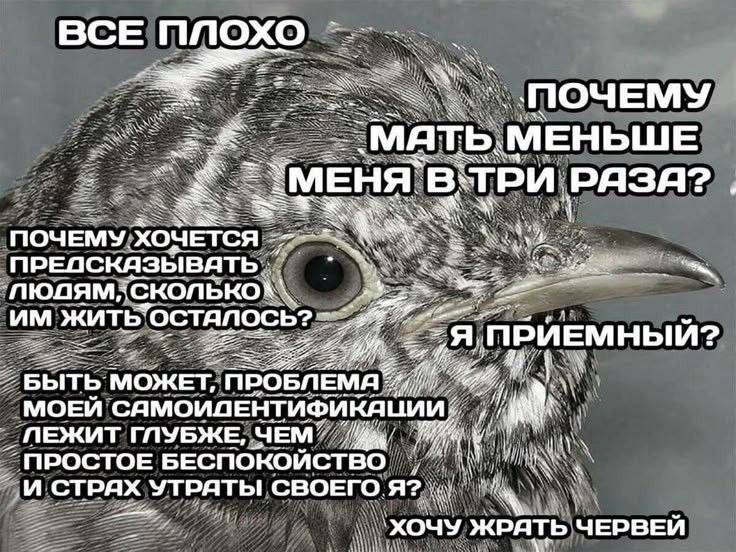 ВСЕ ПЛОХО
ПОЧЕМУ
МАТЬ МЕНЬШЕ
МЕНЯ В ТРИ РАЗА?
ПОЧЕМУ ХОЧЕТСЯ
ПРЕДСКАЗЫВАТЬ
ЛЮДЯМ, СКОЛЬКО
ИМ ЖИТЬ ОСТАЛОСЬ?
Я ПРИЕМНЫЙ?
БЫТЬ МОЖЕТ, ПРОБЛЕМА
МОЕЙ САМОИДЕНТИФИКАЦИИ
ЛЕЖИТ ГЛУБЖЕ, ЧЕМ
ПРОСТОЕ БЕСПОКОЙСТВО
И СТРАХ УТРАТЫ СВОЕГО Я?
ХОЧУ ЖРАТЬ ЧЕРВЕЙ